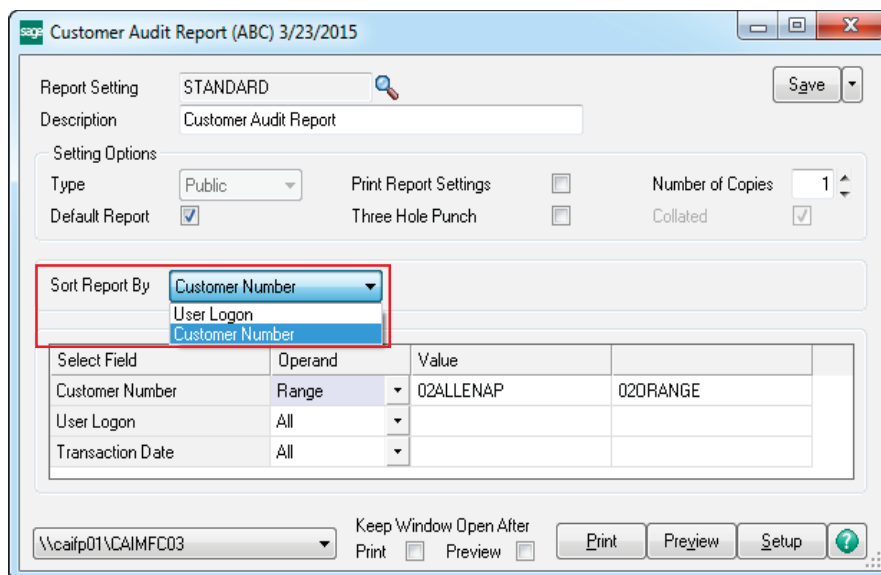 sage Customer Audit Report (ABC) 3/23/2015
Report Setting STANDARD Save
Description Customer Audit Report
Setting Options
Type Public Print Report Settings Number of Copies 1
Default Report Three Hole Punch Collated
Sort Report By Customer Number
User Logon
Customer Number
Select Field Operand Value
Customer Number Range 02ALLENAP 02ORANGE
User Logon All
Transaction Date All
Keep Window Open After
\\caifp01\CAIMFC03 Print Preview Print Preview Setup ?